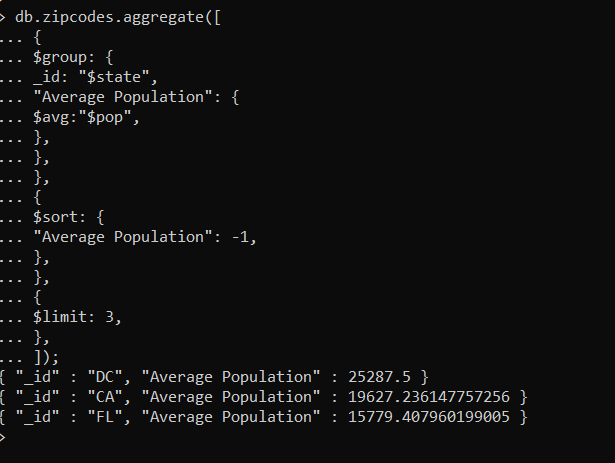 > db.zipcodes.aggregate([
... {
... $group: {
... _id: "$state",
... "Average Population": {
... $avg:"$pop",
... },
... },
... },
... {
... $sort: {
... "Average Population": -1,
... },
... },
... {
... $limit: 3,
... },
... ]);
{ "_id" : "DC", "Average Population" : 25287.5 }
{ "_id" : "CA", "Average Population" : 19627.236147757256 }
{ "_id" : "FL", "Average Population" : 15779.407960199005 }
>